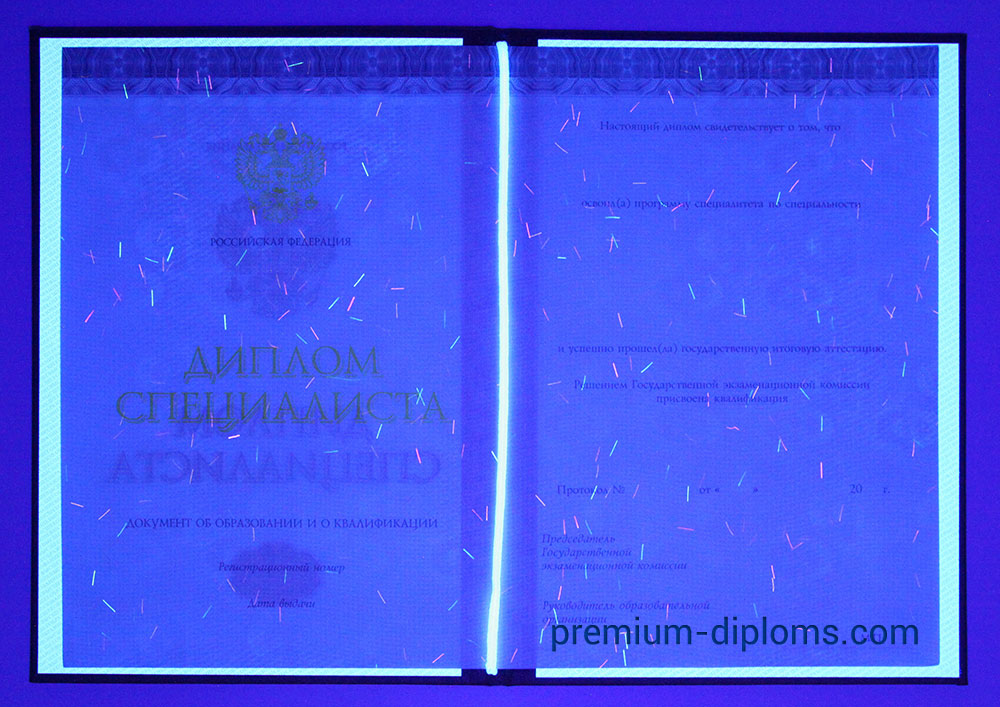 РОССИЙСКАЯ ФЕДЕРАЦИЯ
ДИПЛОМ
СПЕЦИАЛИСТА
ДОКУМЕНТ ОБ ОБРАЗОВАНИИ И О КВАЛИФИКАЦИИ
Регистрационный номер
Дата выдачи
Настоящий диплом свидетельствует о том, что
освоил(а) программу специалитета по специальности
и успешно прошел(ла) государственную итоговую аттестацию.
Решением Государственной экзаменационной комиссии
присвоена квалификация
Протокол № от « » 20 г.
Председатель
Государственной
экзаменационной комиссии
Руководитель образовательной
организации
premium-diploms.com